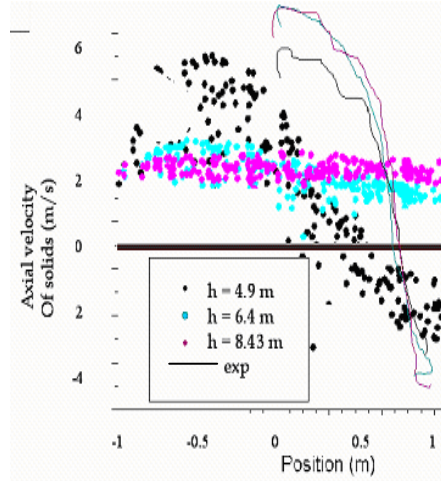 6
4
2
0
2
-4
Axial velocity
Of solids (m/s)
h = 4.9 m
h = 6.4 m
h = 8.43 m
exp
-1 -0.5 0 0.5 1
Position (m)